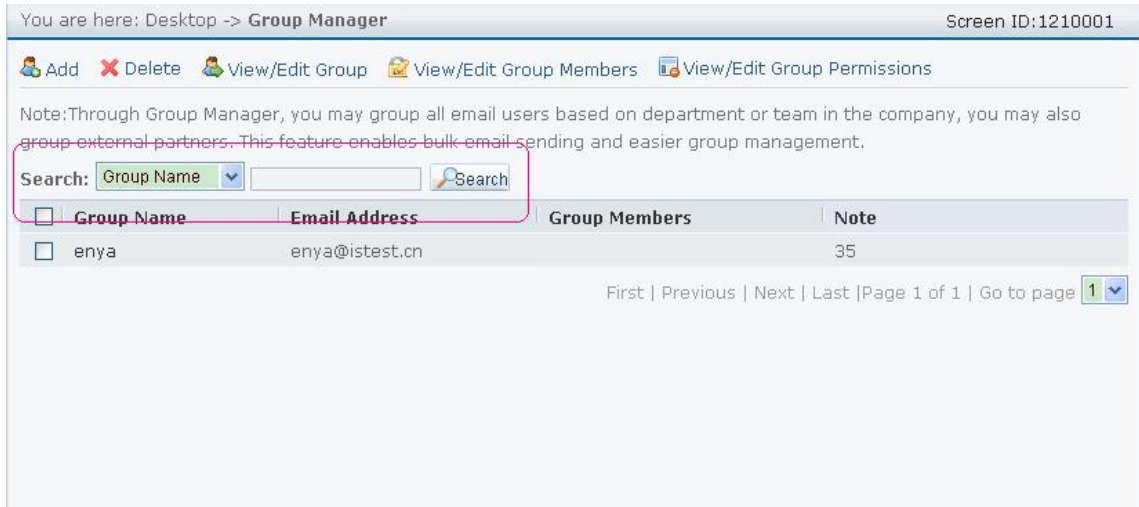 You are here: Desktop -> Group Manager Screen ID:1210001
Add Delete View/Edit Group View/Edit Group Members View/Edit Group Permissions
Note:Through Group Manager, you may group all email users based on department or team in the company, you may also
group external partners. This feature enables bulk email sending and easier group management.
Search: Group Name Search
Group Name Email Address Group Members Note
enya enya@istest.cn 35
First | Previous | Next | Last |Page 1 of 1 | Go to page 1